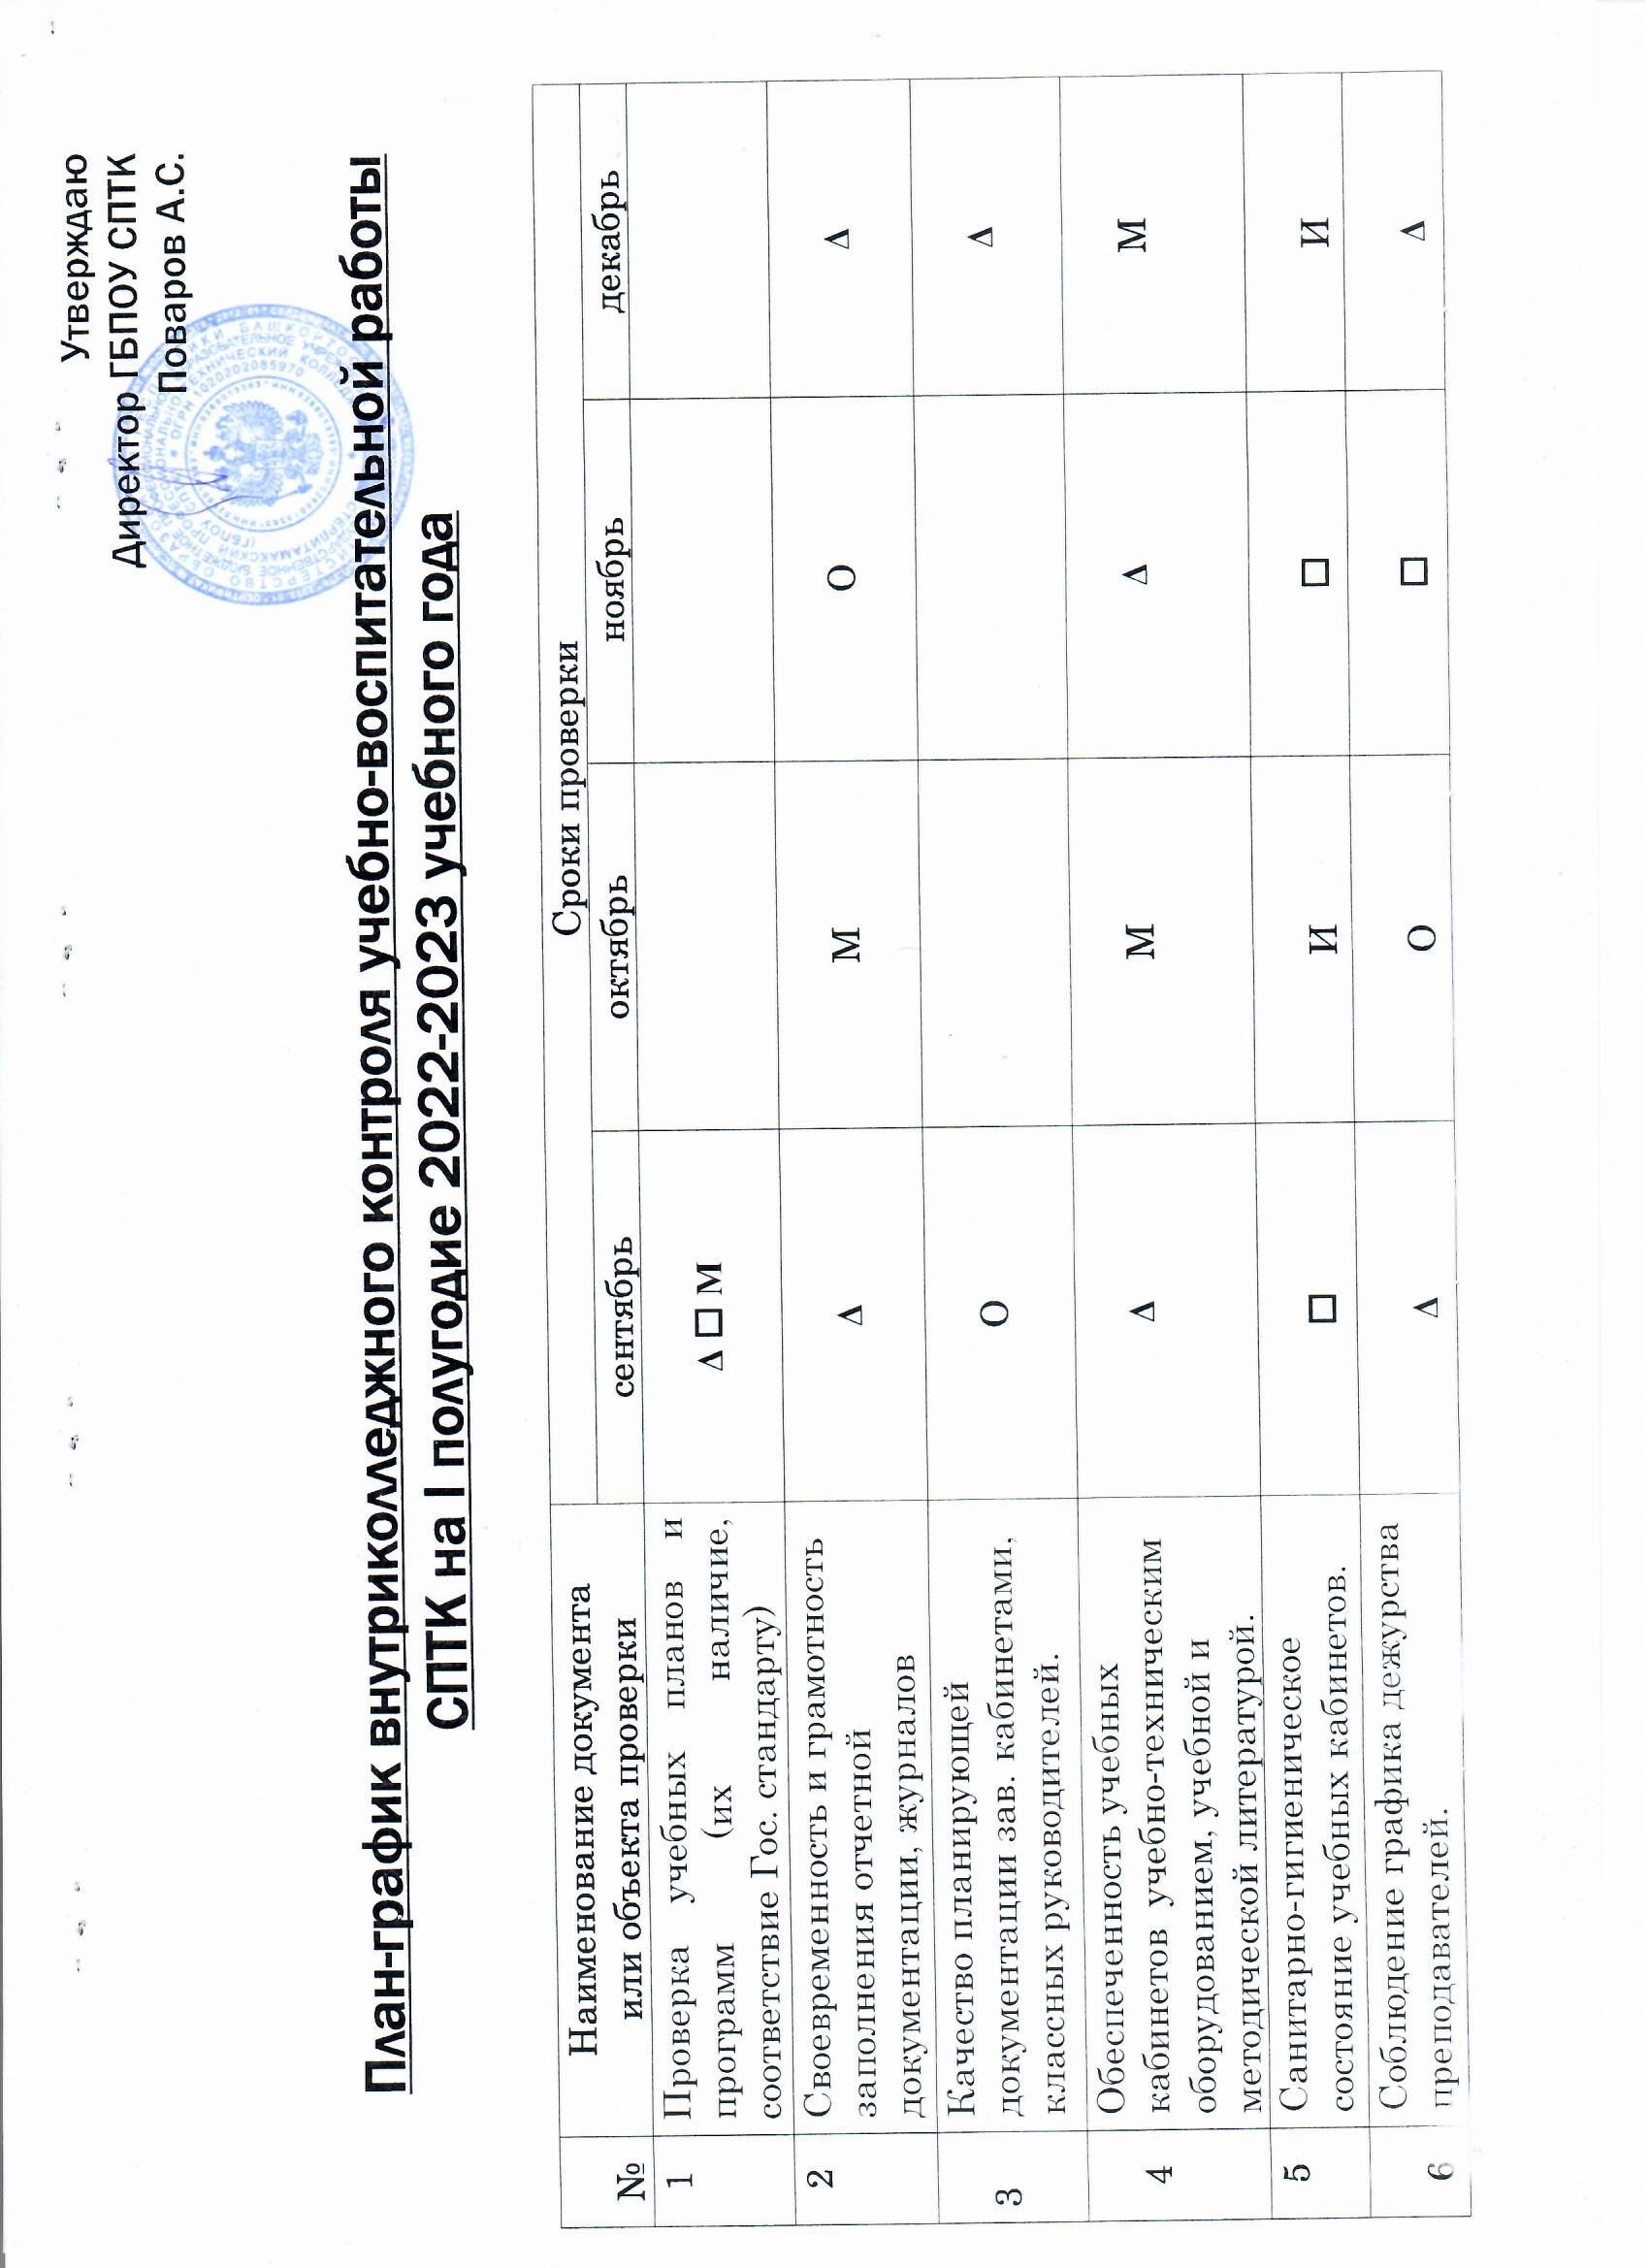 Утверждаю
Директор ГБПОУ СПТК
Поваров А.С.
План-график внутриколледжного контроля учебно-воспитательной работы
СПТК на I полугодие 2022-2023 учебного года
№ Наименование документа или объекта проверки Сроки проверки
сентябрь октябрь ноябрь декабрь
1 Проверка учебных планов и
программ (их наличие,
соответствие Гос. стандарту)
Δ □ М
2 Своевременность и грамотность
заполнения отчетной
документации, журналов
Δ М О Δ
3 Качество планирующей
документации зав. кабинетами,
классных руководителей.
О Δ
4 Обеспеченность учебных
кабинетов учебно-техническим
оборудованием, учебной и
методической литературой.
Δ М Δ М
5 Санитарно-гигиеническое
состояние учебных кабинетов.
□ И □ И
6 Соблюдение графика дежурства
преподавателей.
Δ О □ Δ
ОГРН 1020202085970